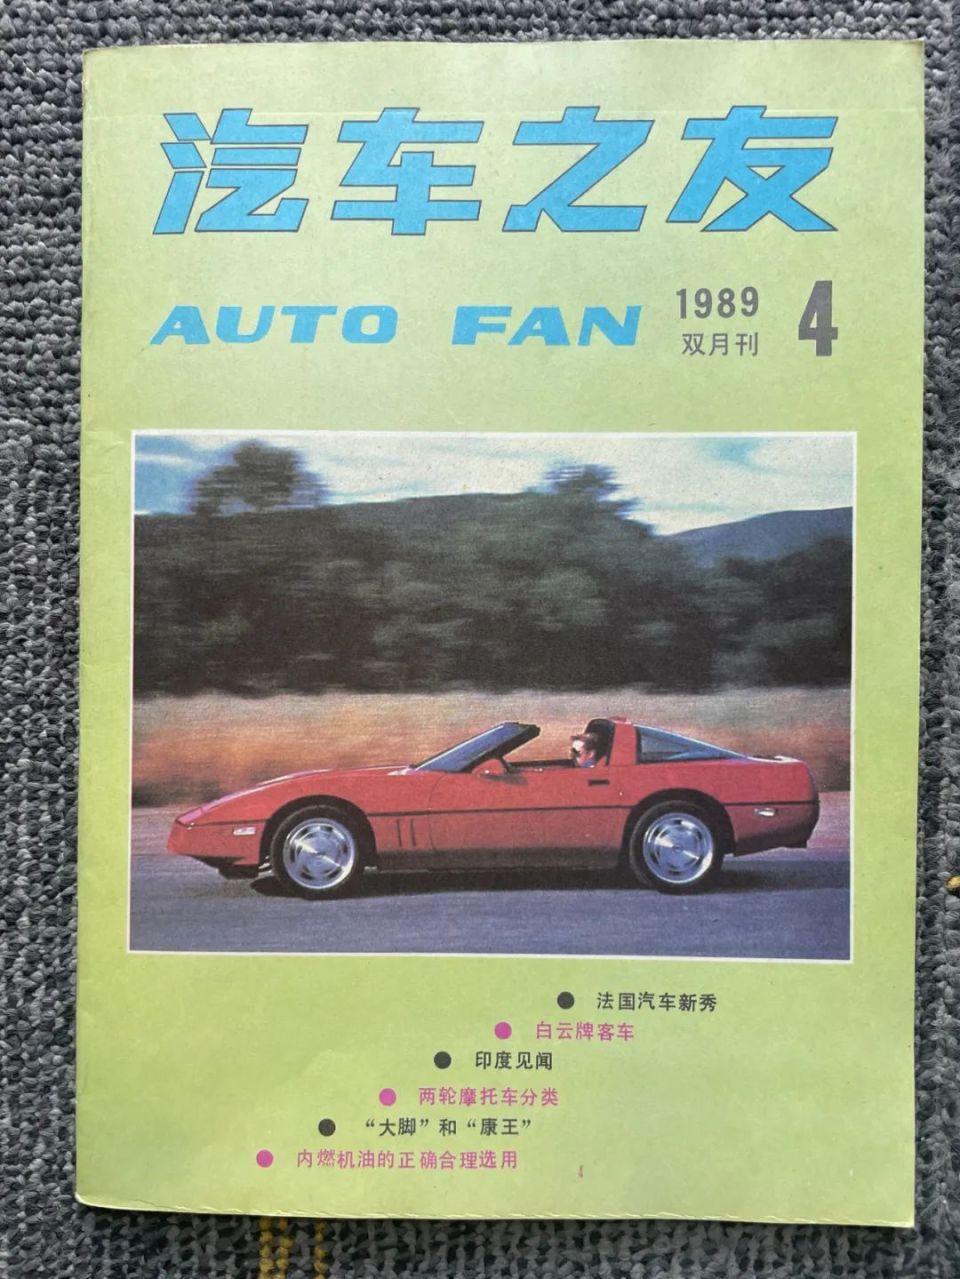 汽车之友
AUTO FAN
1989
双月刊
4
法国汽车新秀
白云牌客车
印度见闻
两轮摩托车分类
“大脚”和“康王”
内燃机油的正确合理选用